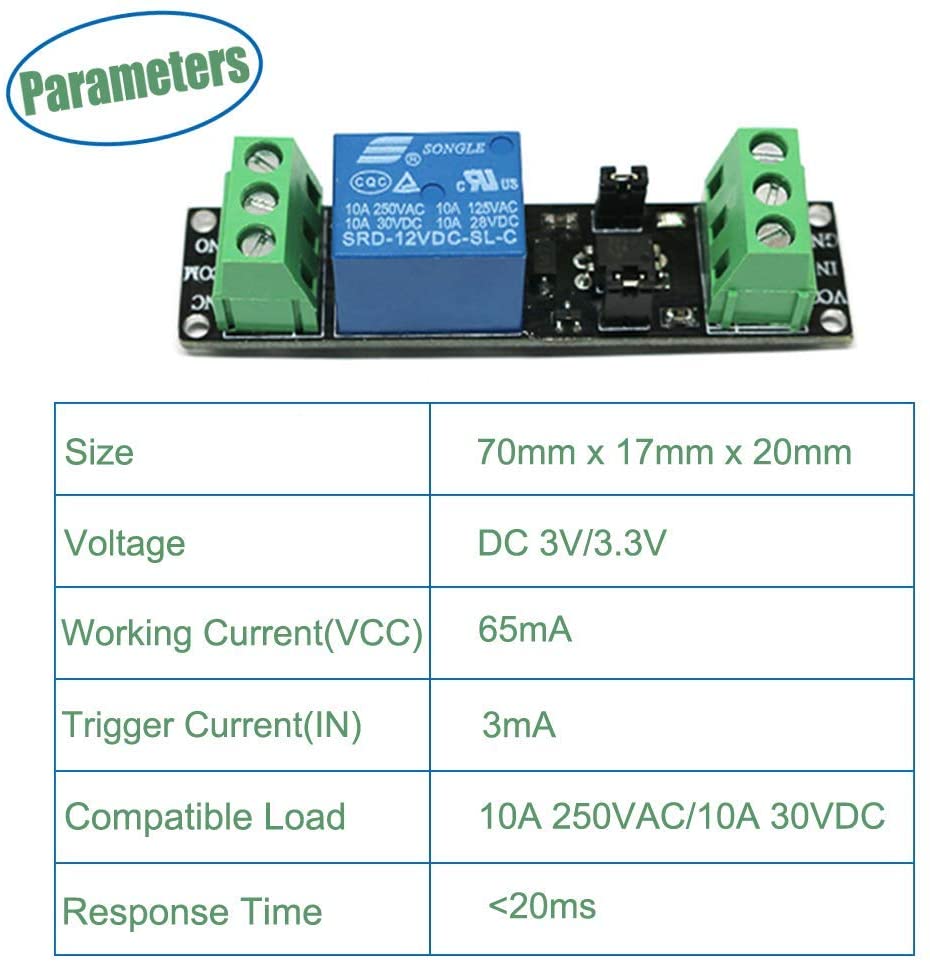 Parameters
SONGLE
®
CQC c US
10A 250VAC 10A 125VAC
10A 30VDC 10A 28VDC
SRD-12VDC-SL-C
NO
COM
NC
GND
IN
VCC
Size 70mm x 17mm x 20mm
Voltage DC 3V/3.3V
Working Current(VCC) 65mA
Trigger Current(IN) 3mA
Compatible Load 10A 250VAC/10A 30VDC
Response Time <20ms